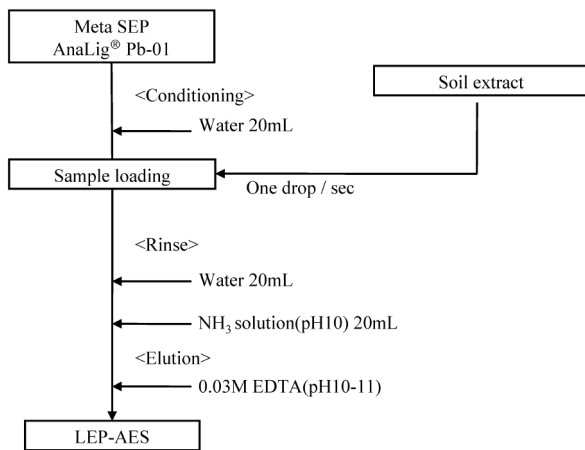 Meta SEP
AnaLig® Pb-01
<Conditioning>
Soil extract
Water 20mL
Sample loading
One drop / sec
<Rinse>
Water 20mL
NH₃ solution(pH10) 20mL
<Elution>
0.03M EDTA(pH10-11)
LEP-AES